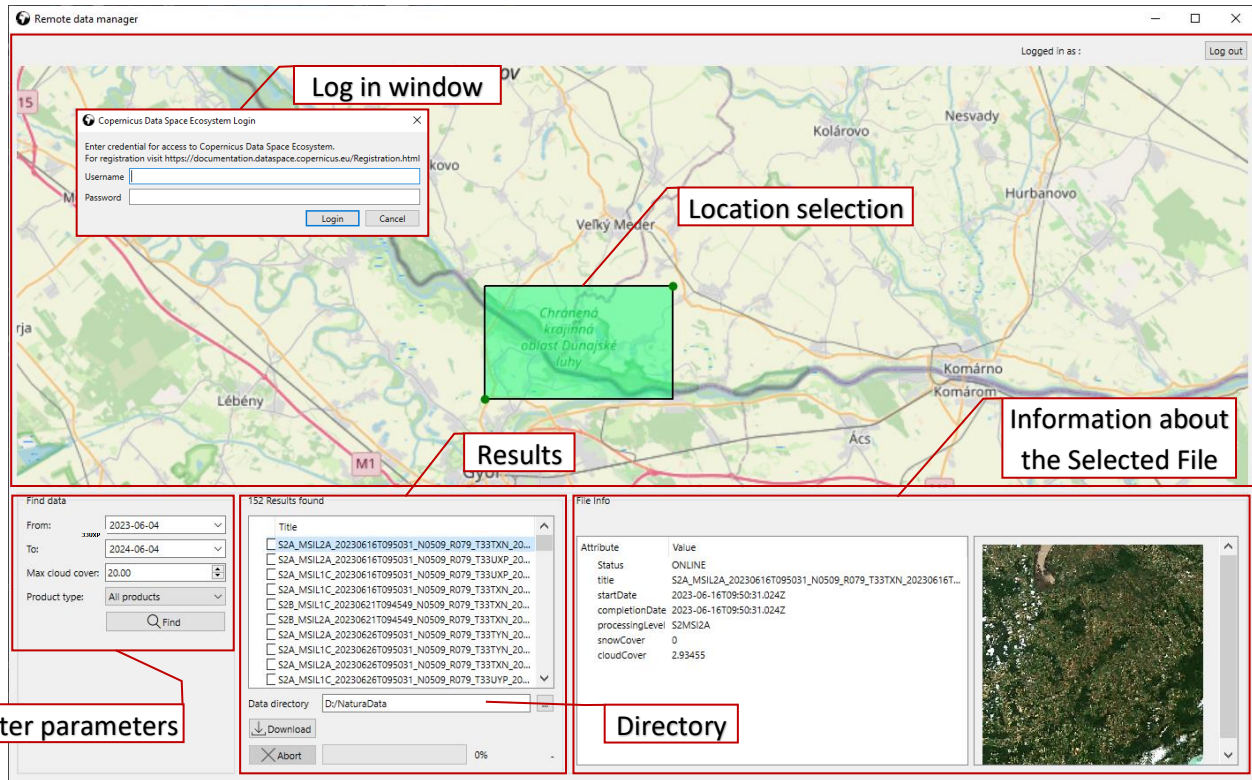 Remote data manager
Logged in as :
Log out
15
Log in window
Copernicus Data Space Ecosystem Login
Enter credential for access to Copernicus Data Space Ecosystem.
For registration visit https://documentation.dataspace.copernicus.eu/Registration.html
Username
Password
Login
Cancel
ov
kovo
Nesvady
Kolárovo
Hurbanovo
Location selection
Veľký Meder
Chránená
krajinná
oblasť Dunajské
luhy
rja
Lébény
Komárno
Komárom
Ács
M1
Győr
Results
Information about
the Selected File
Find data
From:
2023-06-04
33UXP
To:
2024-06-04
Max cloud cover:
20.00
Product type:
All products
Find
ter parameters
152 Results found
Title
S2A_MSIL2A_20230616T095031_N0509_R079_T33TXN_20...
S2A_MSIL2A_20230616T095031_N0509_R079_T33UXP_20...
S2A_MSIL1C_20230616T095031_N0509_R079_T33UXP_20...
S2A_MSIL1C_20230616T095031_N0509_R079_T33TXN_20...
S2B_MSIL1C_20230621T094549_N0509_R079_T33TXN_20...
S2B_MSIL2A_20230621T094549_N0509_R079_T33TXN_20...
S2A_MSIL2A_20230626T095031_N0509_R079_T33TYN_20...
S2A_MSIL1C_20230626T095031_N0509_R079_T33TYN_20...
S2A_MSIL2A_20230626T095031_N0509_R079_T33TXN_20...
S2A_MSIL1C_20230626T095031_N0509_R079_T33UYP_20...
Data directory
D:/NaturaData
...
Download
Abort
0%
-
Directory
File Info
Attribute Value
Status ONLINE
title S2A_MSIL2A_20230616T095031_N0509_R079_T33TXN_20230616T...
startDate 2023-06-16T09:50:31.024Z
completionDate 2023-06-16T09:50:31.024Z
processingLevel S2MSI2A
snowCover 0
cloudCover 2.93455